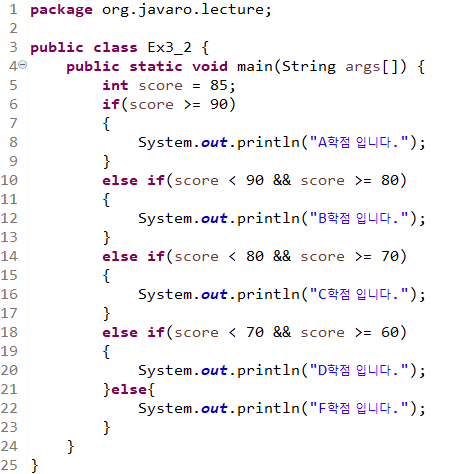 1 package org.javaro.lecture;
2
3 public class Ex3_2 {
4     public static void main(String args[]) {
5         int score = 85;
6         if(score >= 90)
7         {
8             System.out.println("A학점 입니다.");
9         }
10         else if(score < 90 && score >= 80)
11         {
12             System.out.println("B학점 입니다.");
13         }
14         else if(score < 80 && score >= 70)
15         {
16             System.out.println("C학점 입니다.");
17         }
18         else if(score < 70 && score >= 60)
19         {
20             System.out.println("D학점 입니다.");
21         }else{
22             System.out.println("F학점 입니다.");
23         }
24     }
25 }